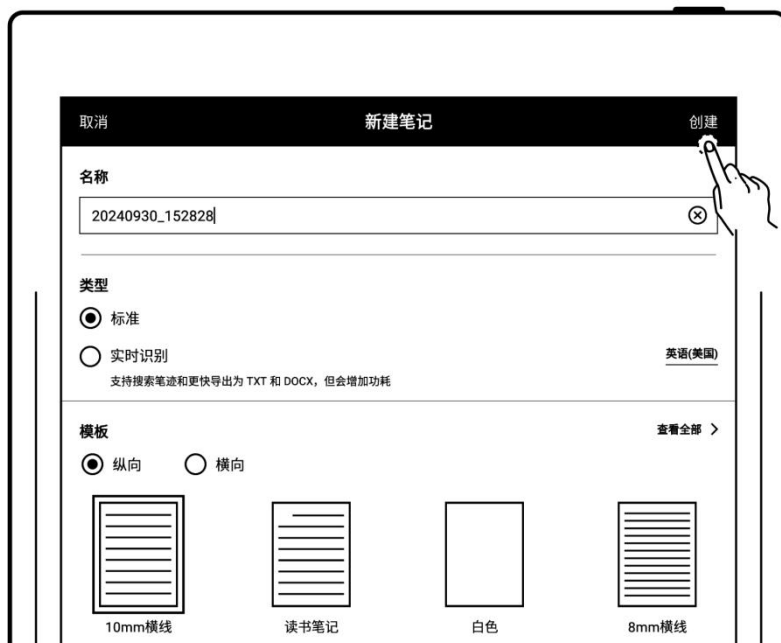 取消 新建笔记 创建
名称
20240930_152828
类型
标准
实时识别 英语(美国)
支持搜索笔迹和更快导出为 TXT 和 DOCX，但会增加功耗
模板 查看全部
纵向 横向
10mm横线 读书笔记 白色 8mm横线